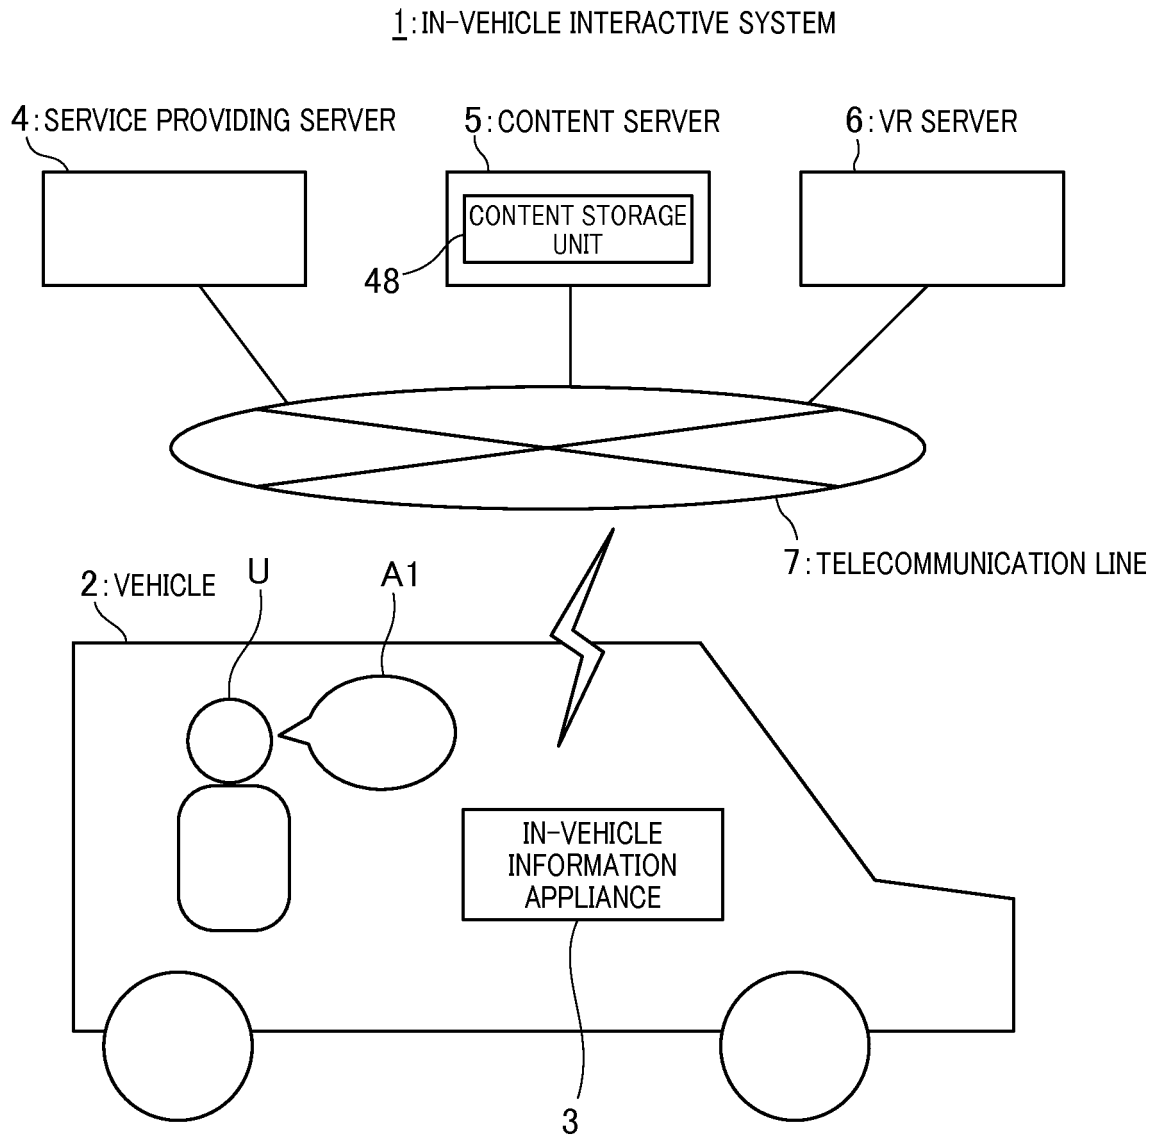 1:IN-VEHICLE INTERACTIVE SYSTEM
4:SERVICE PROVIDING SERVER
5:CONTENT SERVER
6:VR SERVER
CONTENT STORAGE
UNIT
48
7:TELECOMMUNICATION LINE
2:VEHICLE
U
A1
IN-VEHICLE
INFORMATION
APPLIANCE
3